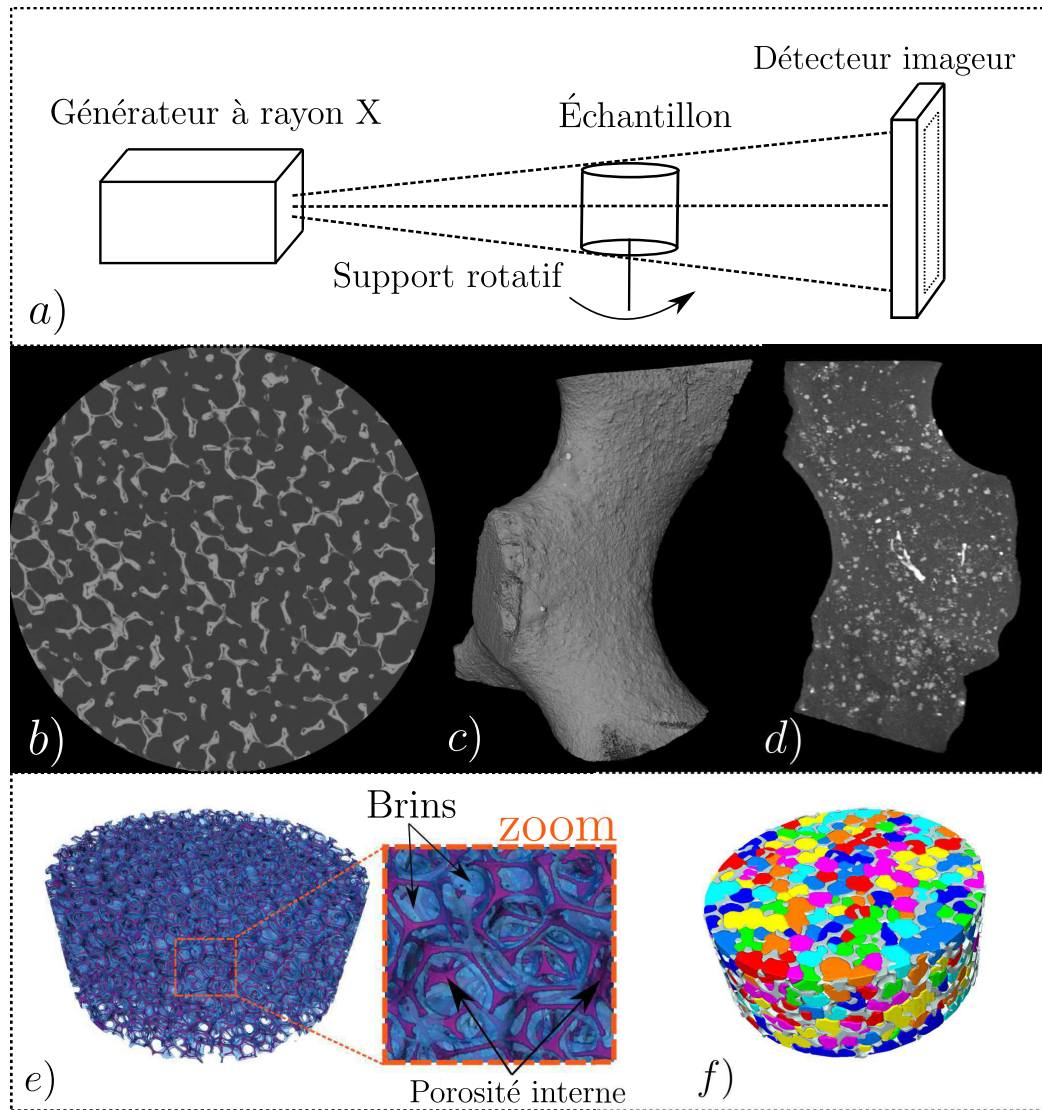 Détecteur imageur
Générateur à rayon X
Échantillon
Support rotatif
a)
b)
c)
d)
Brins
zoom
Porosité interne
e)
f)